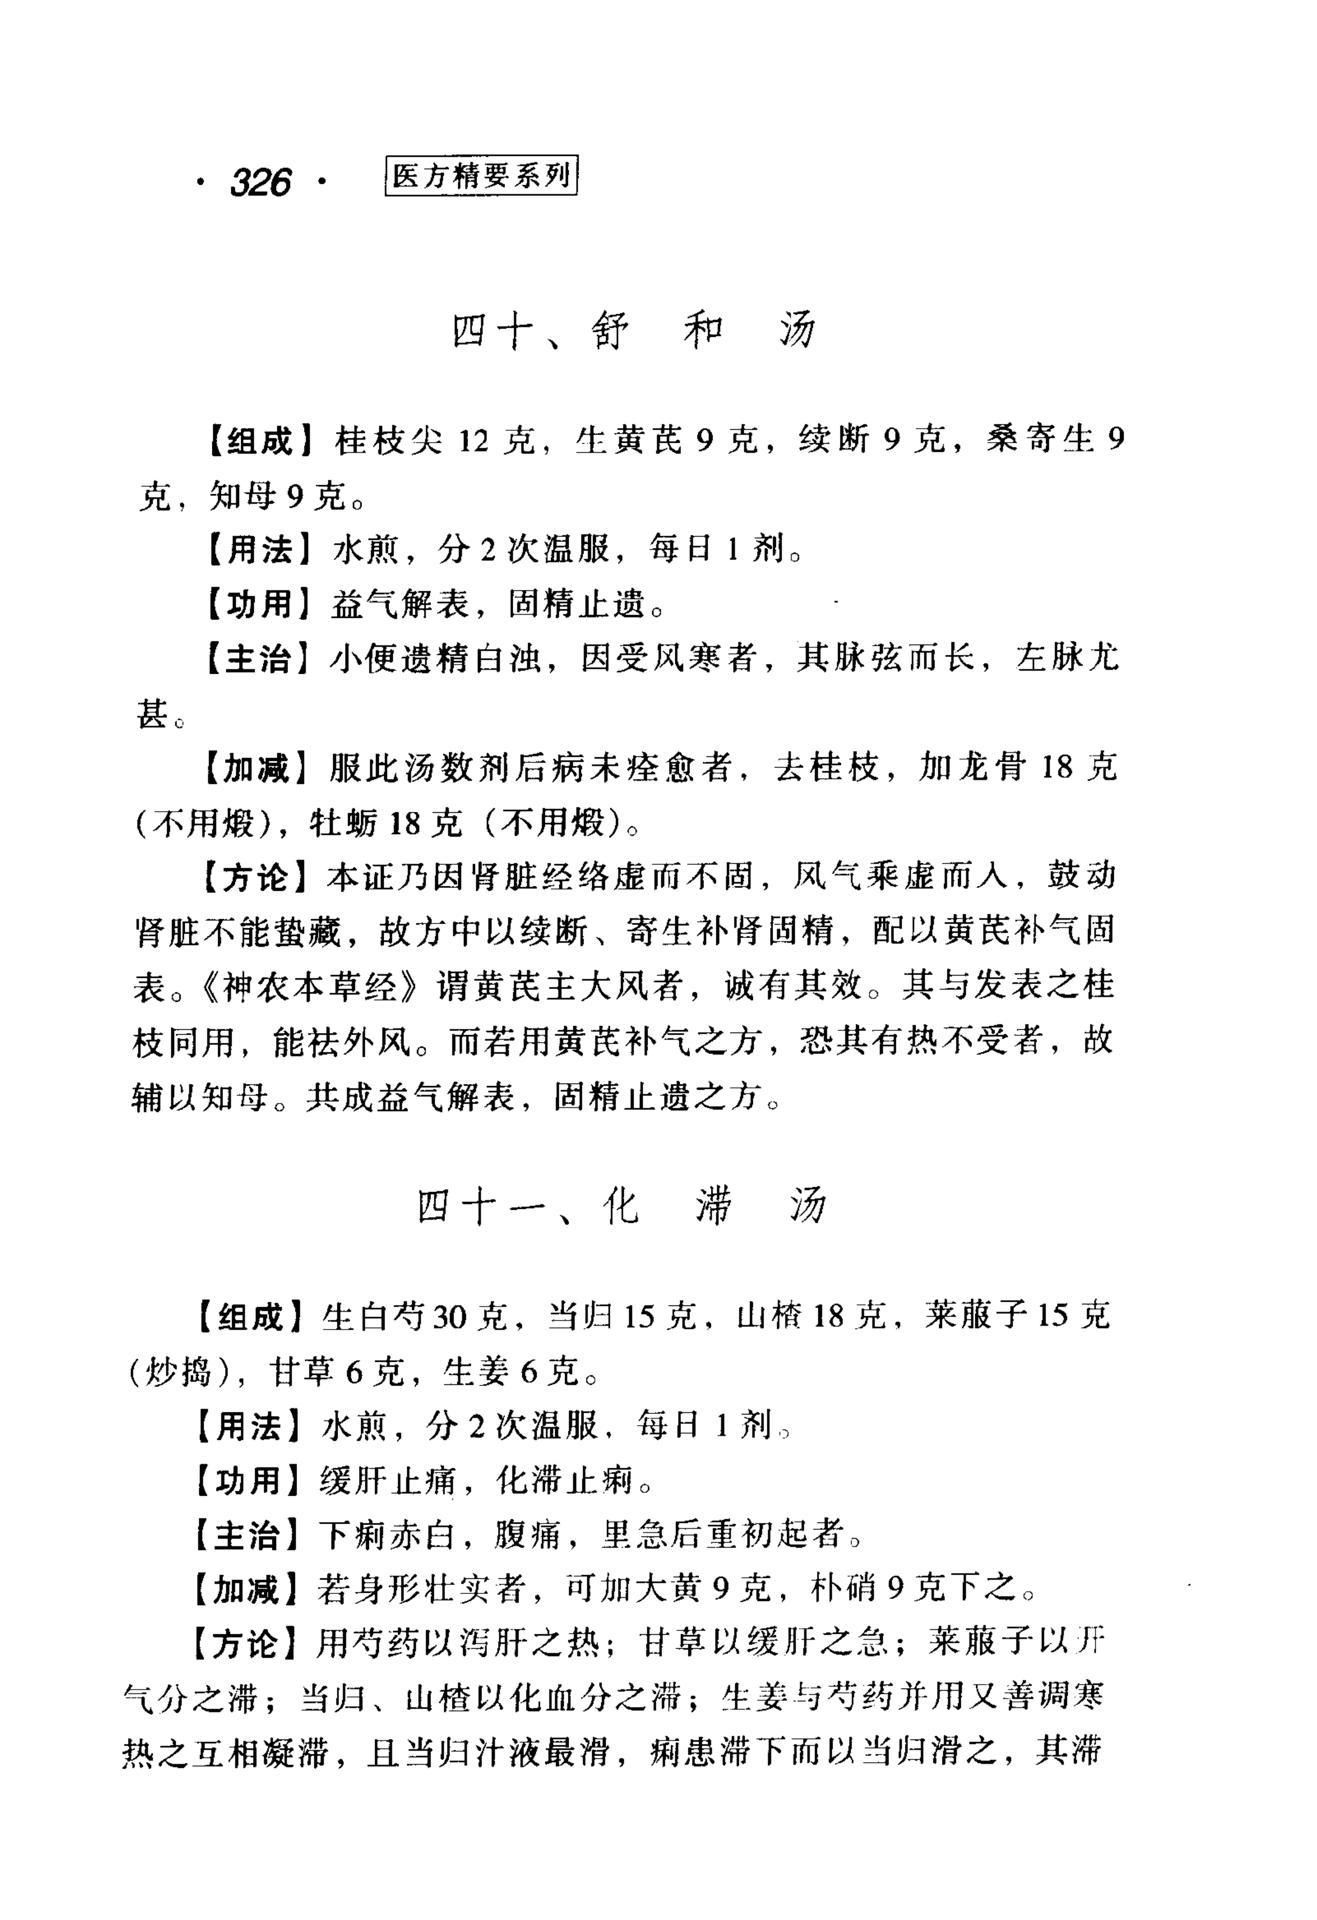 · 326 · 医方精要系列
四十、舒 和 汤
【组成】桂枝尖 12 克，生黄芪 9 克，续断 9 克，桑寄生 9
克，知母 9 克。
【用法】水煎，分 2 次温服，每日 1 剂。
【功用】益气解表，固精止遗。
【主治】小便遗精白浊，因受风寒者，其脉弦而长，左脉尤
甚。
【加减】服此汤数剂后病未痊愈者，去桂枝，加龙骨 18 克
（不用煅），牡蛎 18 克（不用煅）。
【方论】本证乃因肾脏经络虚而不固，风气乘虚而入，鼓动
肾脏不能蛰藏，故方中以续断、寄生补肾固精，配以黄芪补气固
表。《神农本草经》谓黄芪主大风者，诚有其效。其与发表之桂
枝同用，能祛外风。而若用黄芪补气之方，恐其有热不受者，故
辅以知母。共成益气解表，固精止遗之方。
四十一、化 滞 汤
【组成】生白芍 30 克，当归 15 克，山楂 18 克，莱菔子 15 克
（炒捣），甘草 6 克，生姜 6 克。
【用法】水煎，分 2 次温服，每日 1 剂。
【功用】缓肝止痛，化滞止痢。
【主治】下痢赤白，腹痛，里急后重初起者。
【加减】若身形壮实者，可加大黄 9 克，朴硝 9 克下之。
【方论】用芍药以泻肝之热；甘草以缓肝之急；莱菔子以开
气分之滞；当归、山楂以化血分之滞；生姜与芍药并用又善调寒
热之互相凝滞，且当归汁液最滑，痢患滞下而以当归滑之，其滞